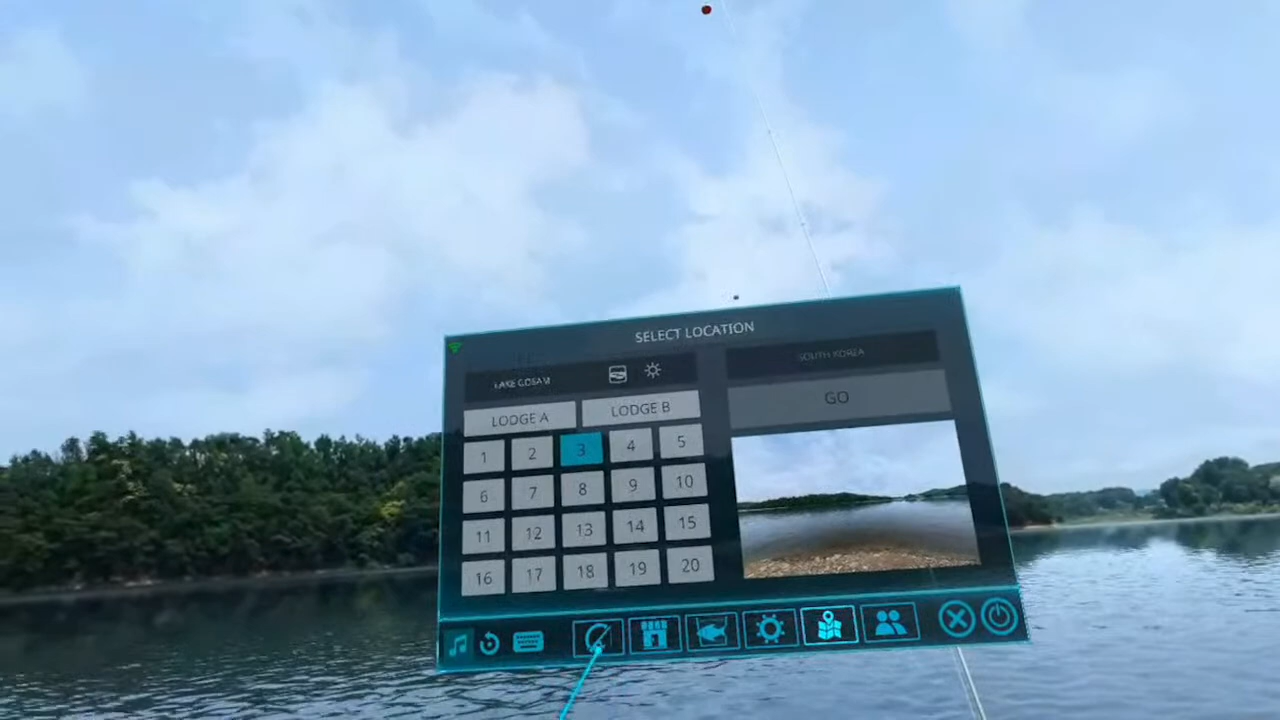 SELECT LOCATION
SOUTH KOREA
GO
LODGE A
LODGE B
1 2 3 4 5
6 7 8 9 10
11 12 13 14 15
16 17 18 19 20